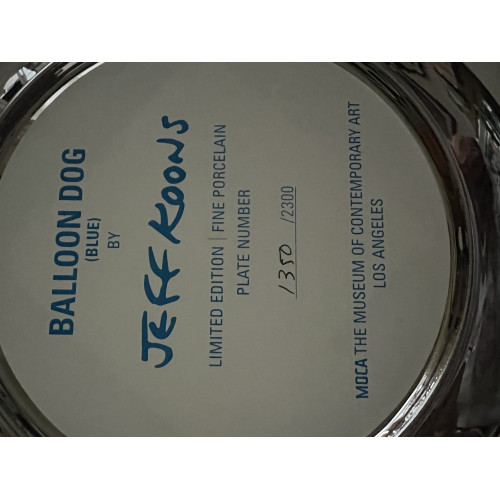 BALLOON DOG
(BLUE)
BY
JEFF KOONS
LIMITED EDITION | FINE PORCELAIN
PLATE NUMBER
1350 /2300
MOCA THE MUSEUM OF CONTEMPORARY ART
LOS ANGELES